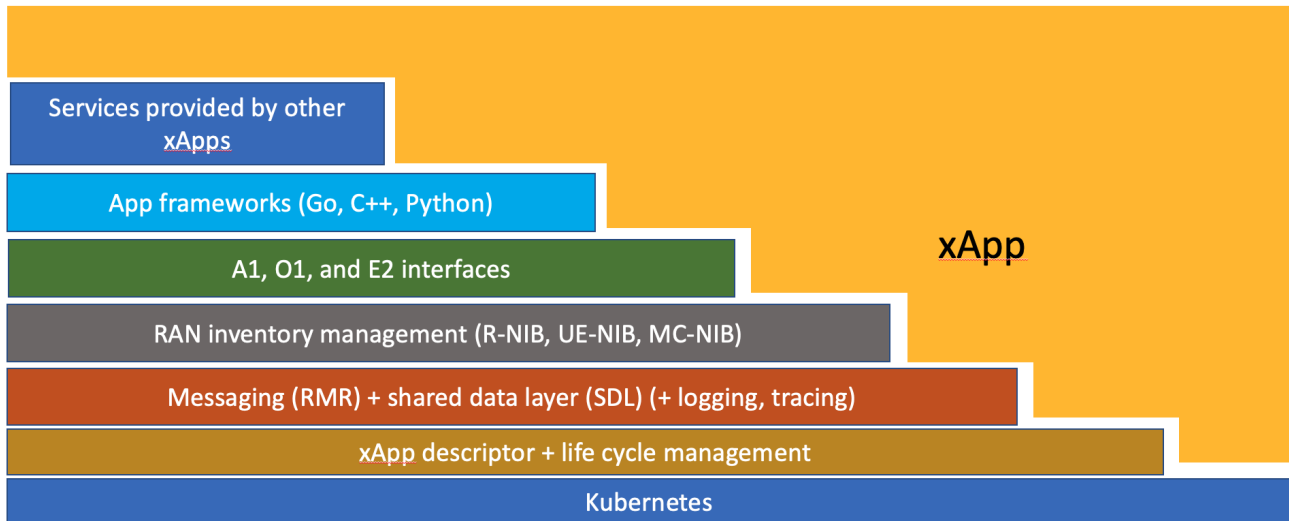 Services provided by other
xApps
App frameworks (Go, C++, Python)
A1, O1, and E2 interfaces
xApp
RAN inventory management (R-NIB, UE-NIB, MC-NIB)
Messaging (RMR) + shared data layer (SDL) (+ logging, tracing)
xApp descriptor + life cycle management
Kubernetes